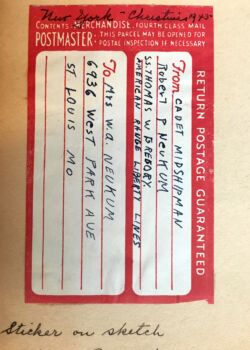 New York - Christmas 1945
CONTENTS: MERCHANDISE. FOURTH CLASS MAIL
POSTMASTER: THIS PARCEL MAY BE OPENED FOR
POSTAL INSPECTION IF NECESSARY
RETURN POSTAGE GUARANTEED
From CADET MIDSHIPMAN
Robert P NEUKUM
SS. THOMAS W GREGORY.
AMERICAN RANGE LIBERTY LINES
To Mrs W.A. NEUKUM
6936 WEST PARK AVE
ST LOUIS MO
Sticker on sketch